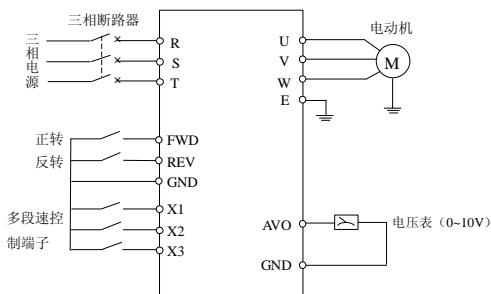 三相断路器
三相电源
R
S
T
正转
反转
FWD
REV
GND
多段速控
制端子
X1
X2
X3
U
V
W
E
电动机
M
AVO
GND
电压表（0~10V）